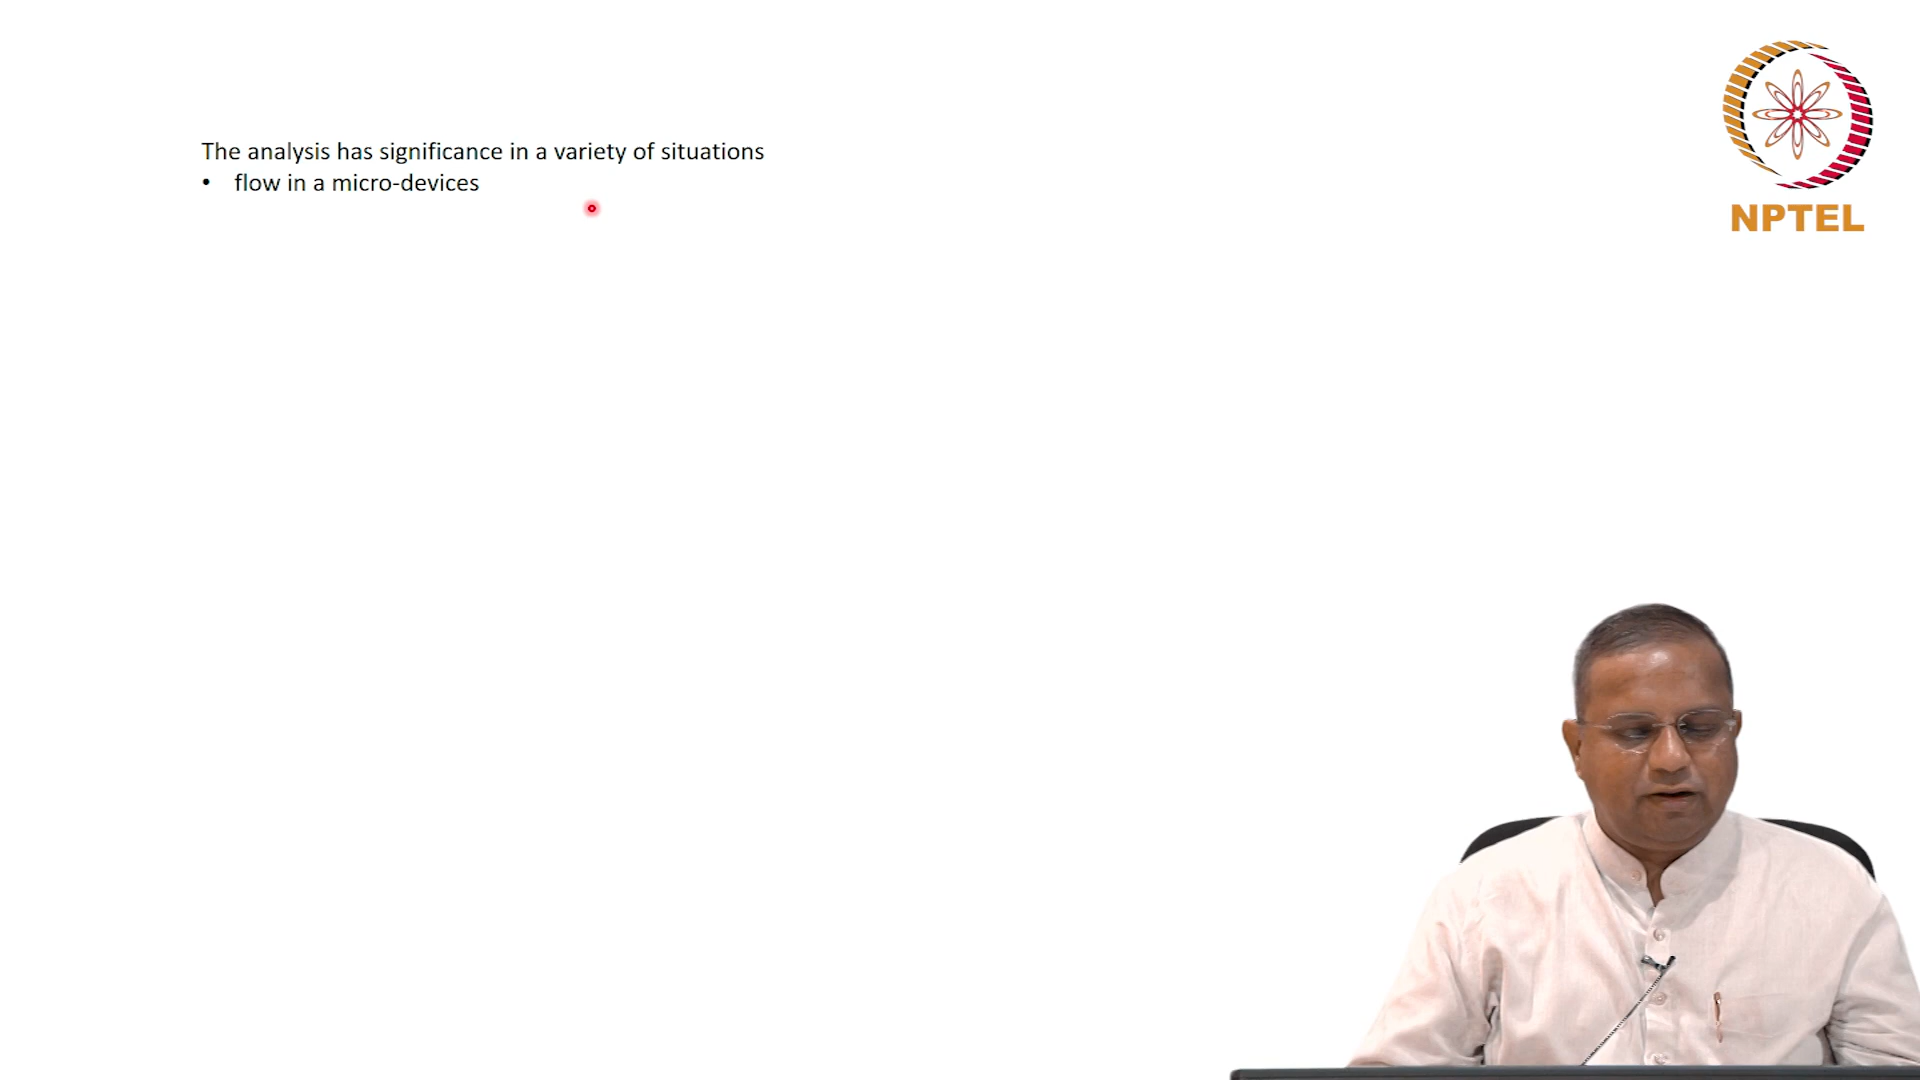 The analysis has significance in a variety of situations
• flow in a micro-devices
NPTEL